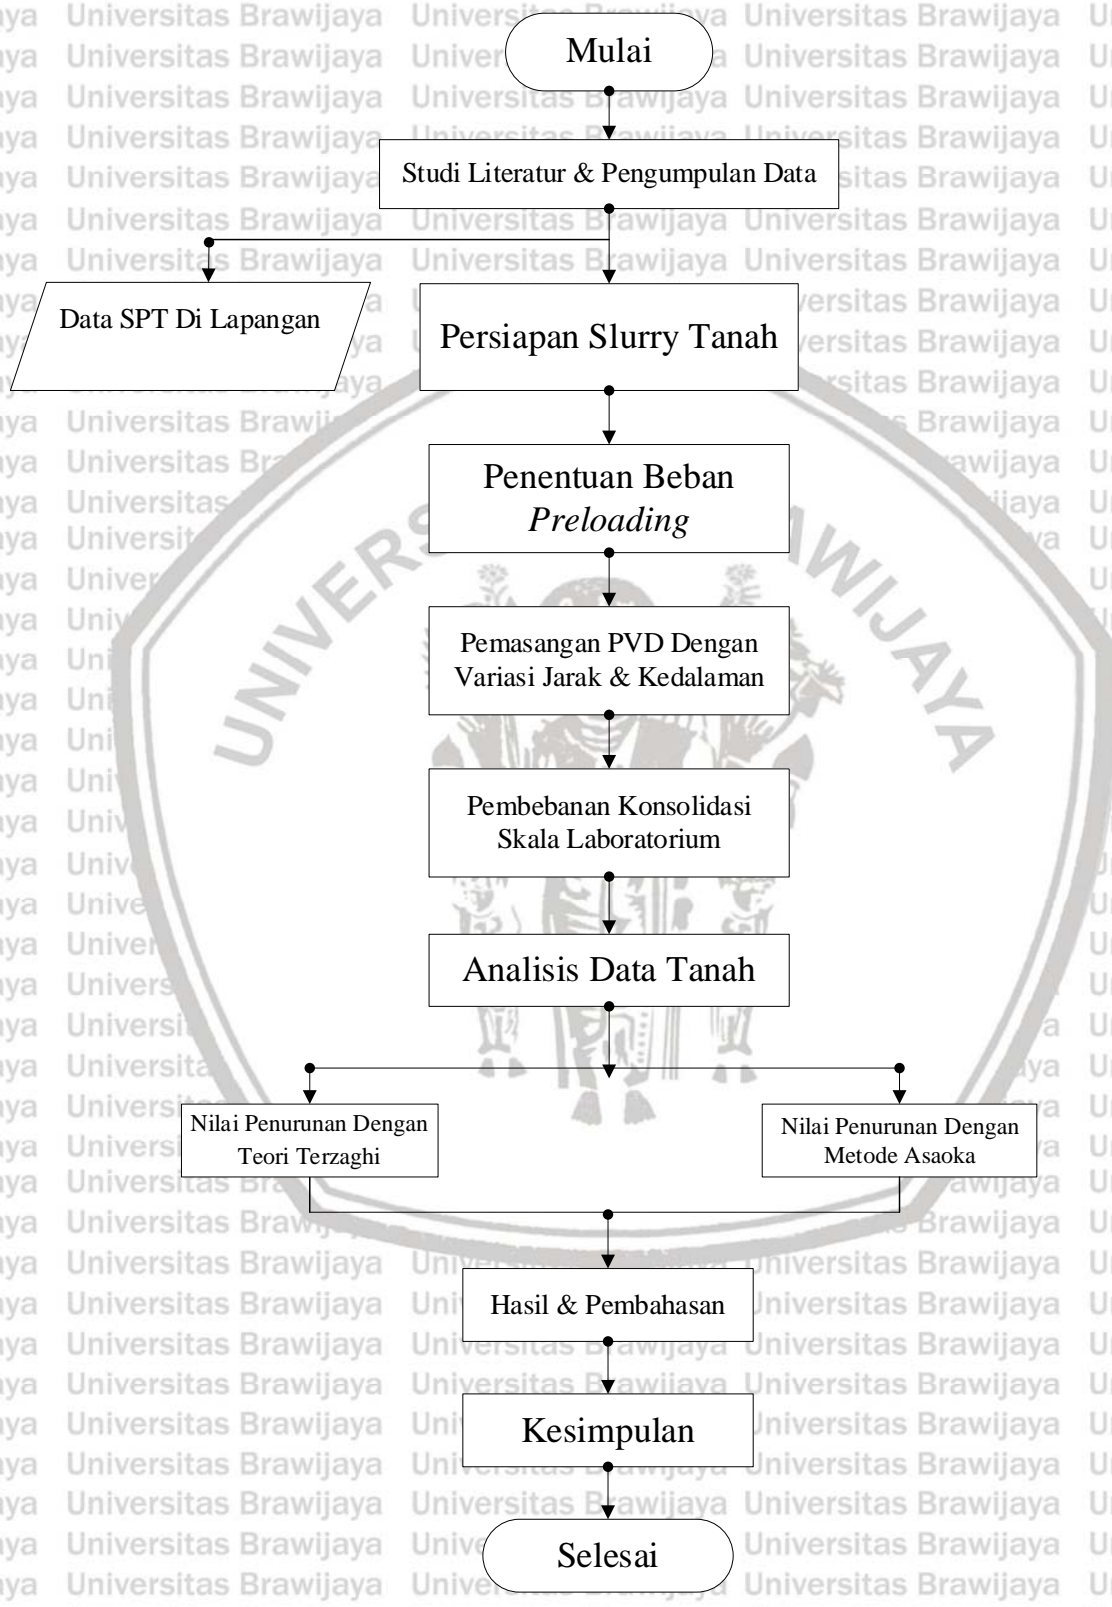 Mulai
Studi Literatur & Pengumpulan Data
Data SPT Di Lapangan
Persiapan Slurry Tanah
Penentuan Beban
Preloading
Pemasangan PVD Dengan
Variasi Jarak & Kedalaman
Pembebanan Konsolidasi
Skala Laboratorium
Analisis Data Tanah
Nilai Penurunan Dengan
Teori Terzaghi
Nilai Penurunan Dengan
Metode Asaoka
Hasil & Pembahasan
Kesimpulan
Selesai